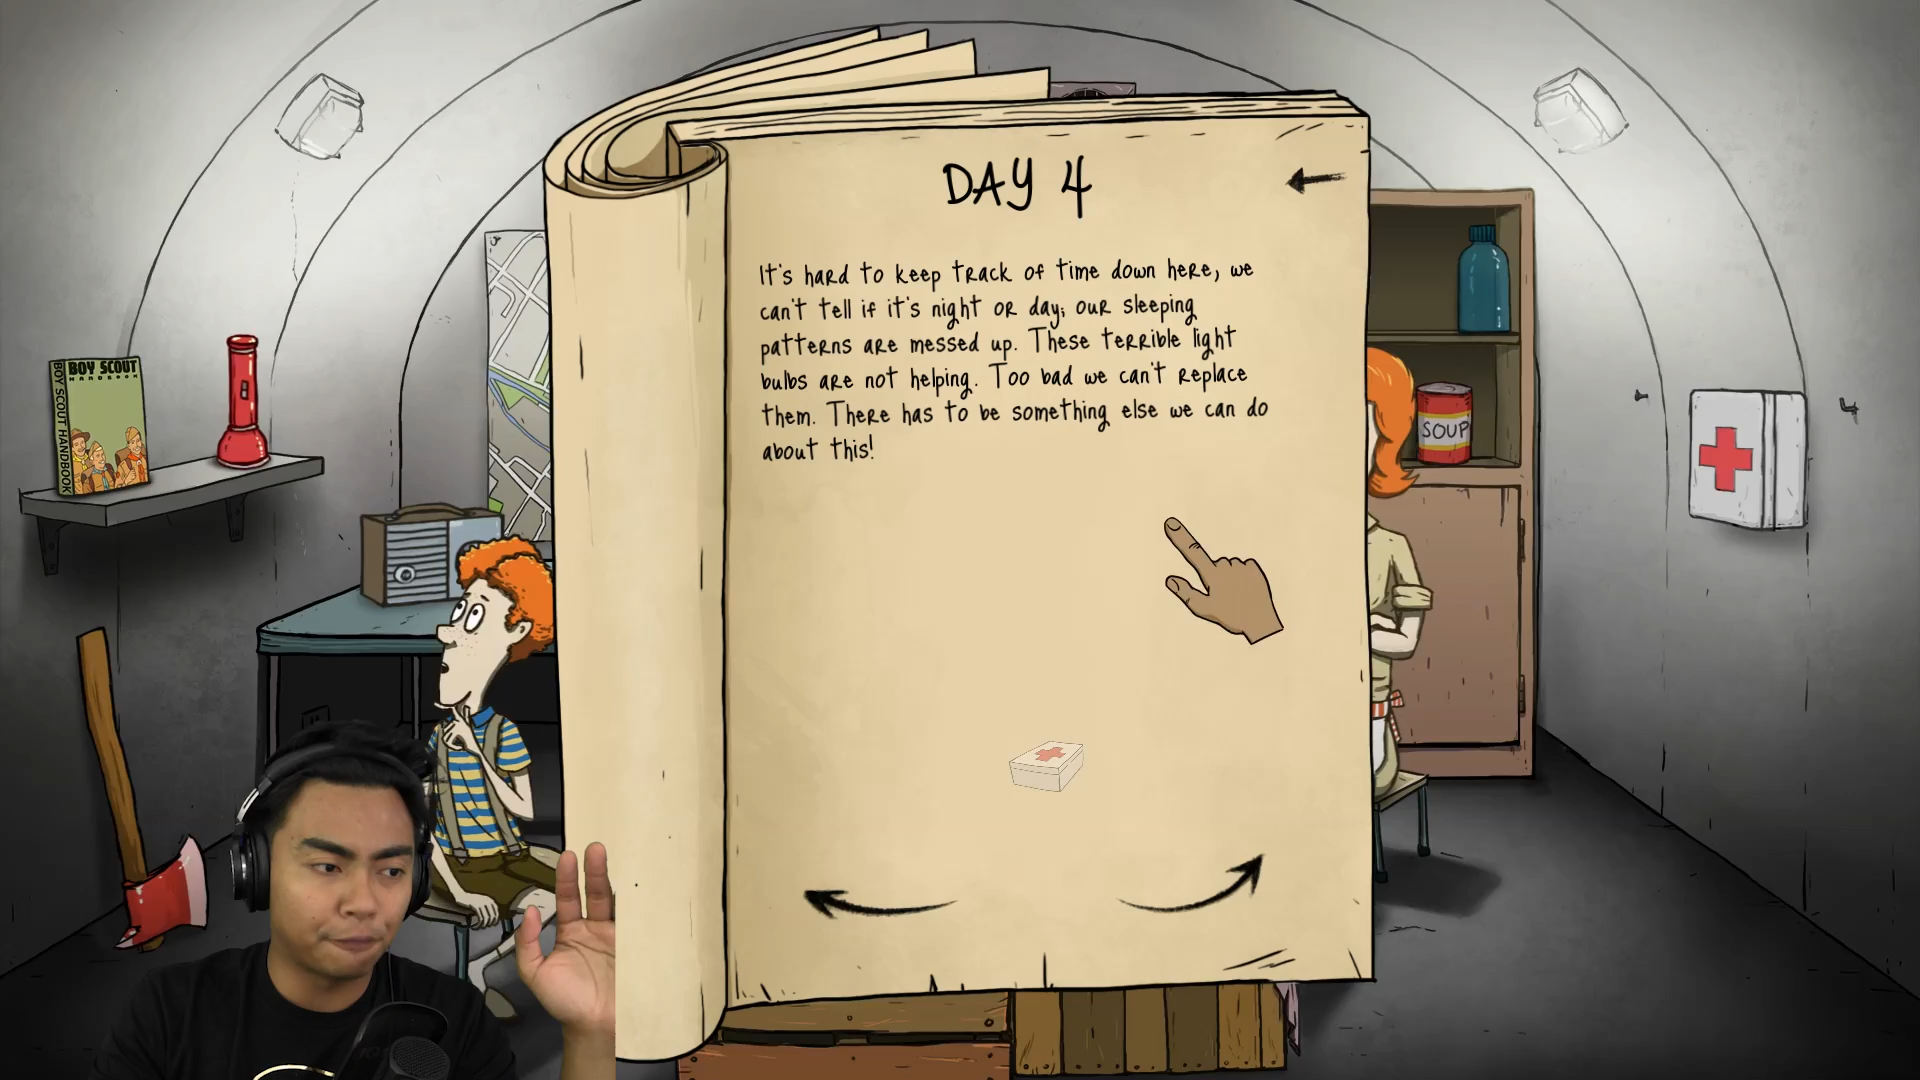 DAY 4
It's hard to keep track of time down here, we
can't tell if it's night or day; our sleeping
patterns are messed up. These terrible light
bulbs are not helping. Too bad we can't replace
them. There has to be something else we can do
about this!
BOY SCOUT
HANDBOOK
BOY SCOUT HANDBOOK
SOUP